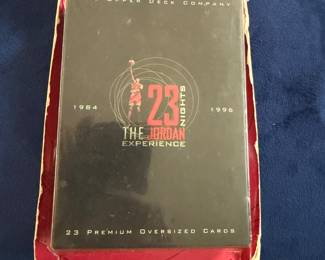 UPPER DECK COMPANY
1984
1996
23 NIGHTS
THE JORDAN
EXPERIENCE
23 PREMIUM OVERSIZED CARDS